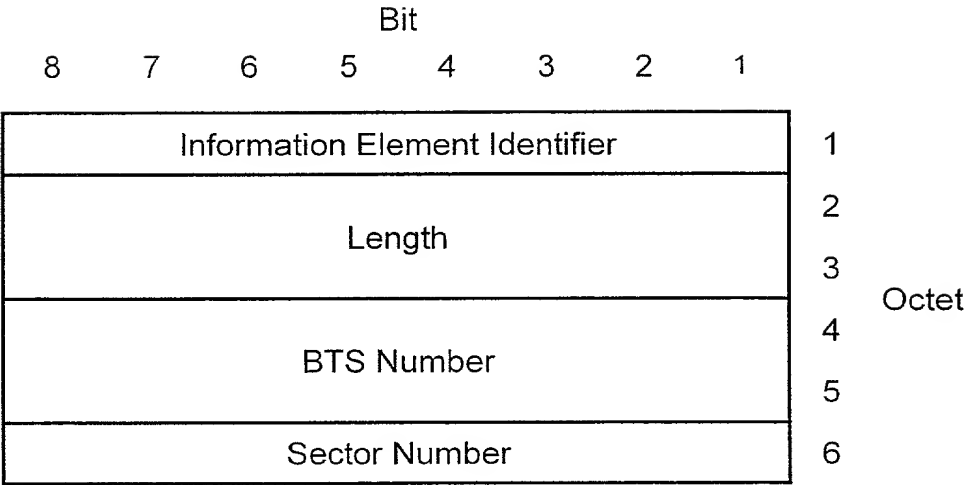 Bit
8 7 6 5 4 3 2 1
Information Element Identifier 1
2
Length
3
Octet
4
BTS Number
5
Sector Number 6